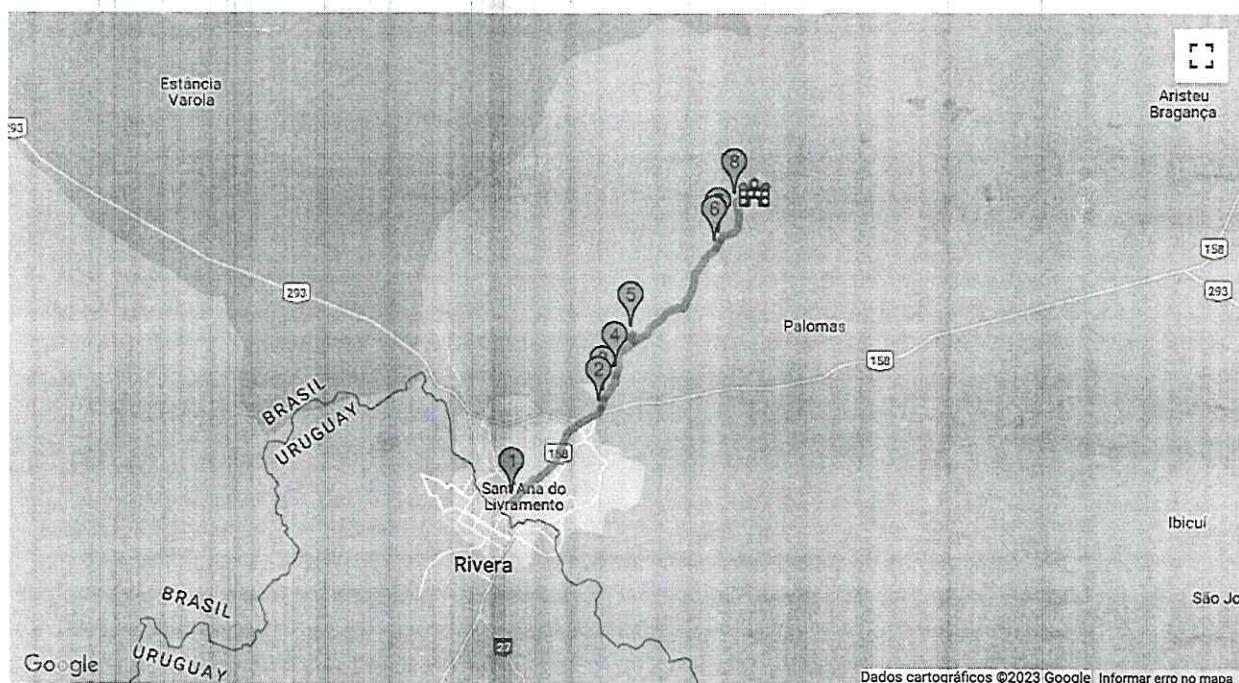 Estância
Varola
Aristeu
Bragança
293
8
6
158
293
293
5
Palomas
4
158
2
BRASIL
URUGUAY
158
1
Sant'Ana do
Livramento
Ibicuí
Rivera
BRASIL
São Jo
URUGUAY
27
Google
Dados cartográficos ©2023 Google
Informar erro no mapa